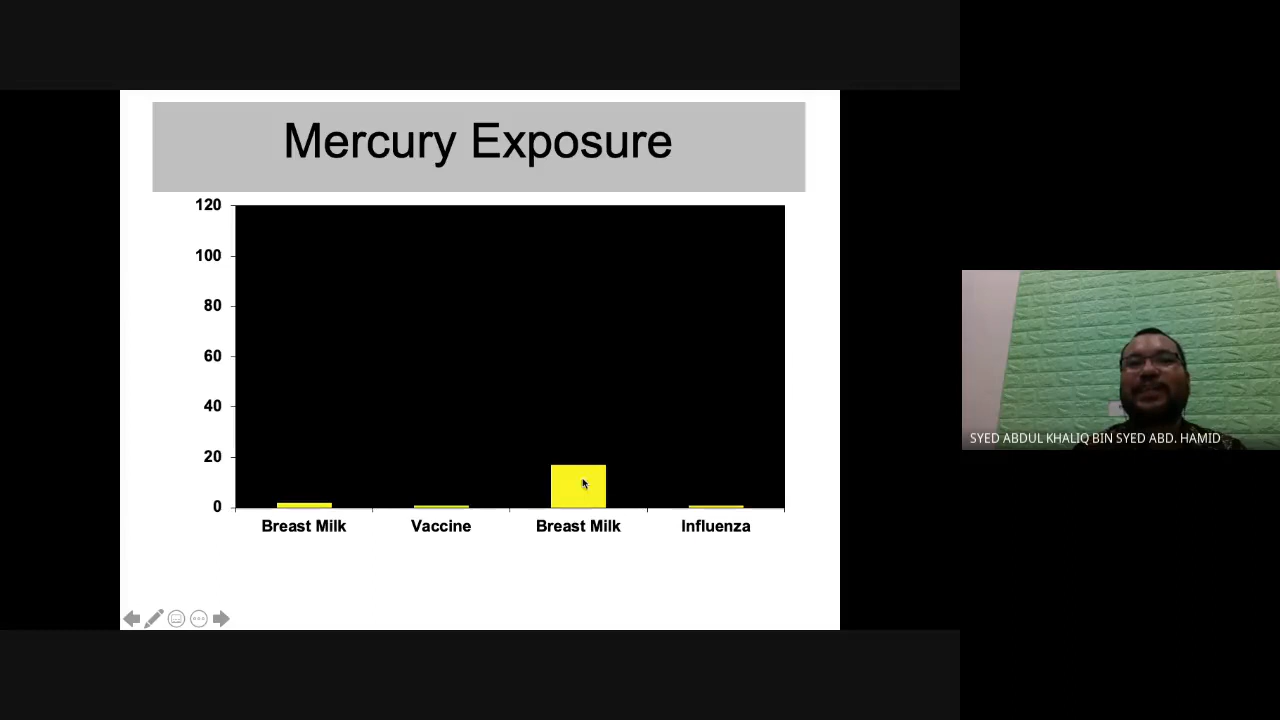 Mercury Exposure
120
100
80
60
40
20
0
Breast Milk Vaccine Breast Milk Influenza
SYED ABDUL KHALIQ BIN SYED ABD. HAMID